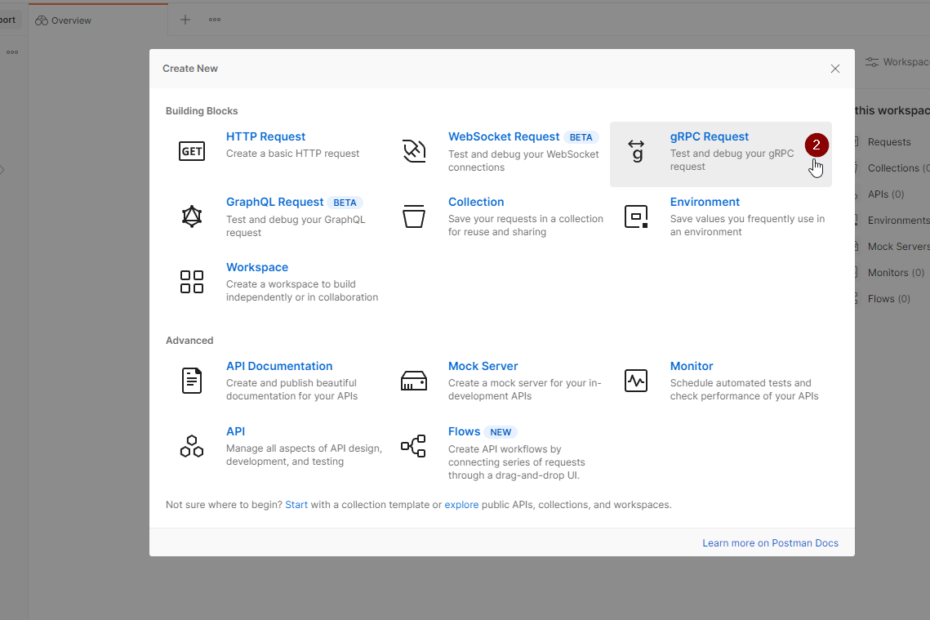 port
Overview
Create New
Workspac
Building Blocks
this workspac
HTTP Request
Create a basic HTTP request
GET
WebSocket Request BETA
Test and debug your WebSocket
connections
gRPC Request
Test and debug your gRPC
request
g
2
Requests
Collections (
GraphQL Request BETA
Test and debug your GraphQL
request
Collection
Save your requests in a collection
for reuse and sharing
Environment
Save values you frequently use in
an environment
APIs (0)
Environments
Mock Servers
Workspace
Create a workspace to build
independently or in collaboration
Monitors (0)
Flows (0)
Advanced
API Documentation
Create and publish beautiful
documentation for your APIs
Mock Server
Create a mock server for your in-
development APIs
Monitor
Schedule automated tests and
check performance of your APIs
API
Manage all aspects of API design,
development, and testing
Flows NEW
Create API workflows by
connecting series of requests
through a drag-and-drop UI.
Not sure where to begin? Start with a collection template or explore public APIs, collections, and workspaces.
Learn more on Postman Docs